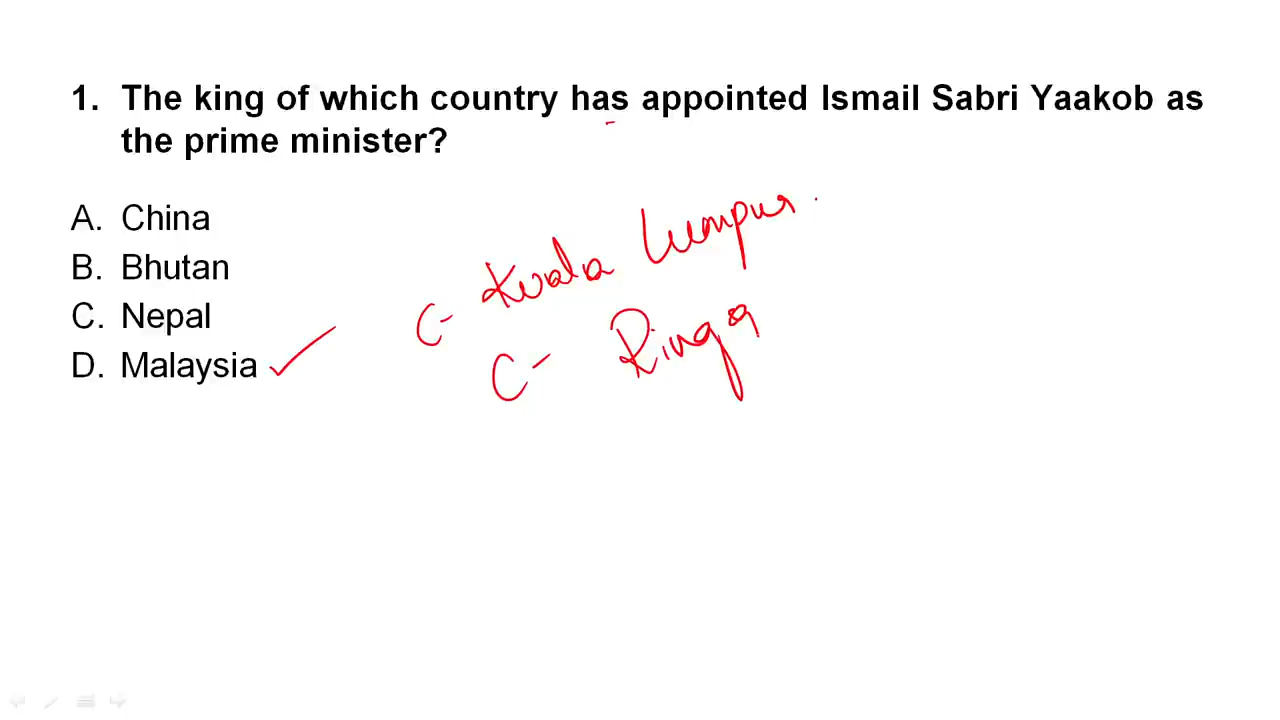 1. The king of which country has appointed Ismail Sabri Yaakob as
the prime minister?
A. China
B. Bhutan
C. Nepal
D. Malaysia
C- Kuala Lumpur
C- Ringg